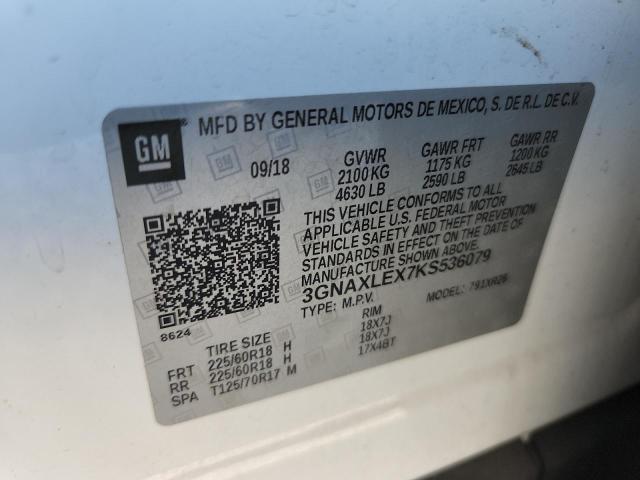 GM MFD BY GENERAL MOTORS DE MEXICO, S. DE R.L. DE C.V.
09/18 GVWR GAWR FRT GAWR RR
2100 KG 1175 KG 1200 KG
4630 LB 2590 LB 2645 LB
THIS VEHICLE CONFORMS TO ALL
APPLICABLE U.S. FEDERAL MOTOR
VEHICLE SAFETY AND THEFT PREVENTION
STANDARDS IN EFFECT ON THE DATE OF
MANUFACTURE SHOWN ABOVE.
3GNAXLEX7KS536079
TYPE: M.P.V. MODEL: 791XR26
8624
TIRE SIZE RIM
FRT 225/60R18 H 18X7J
RR 225/60R18 H 18X7J
SPA T125/70R17 M 17X4BT